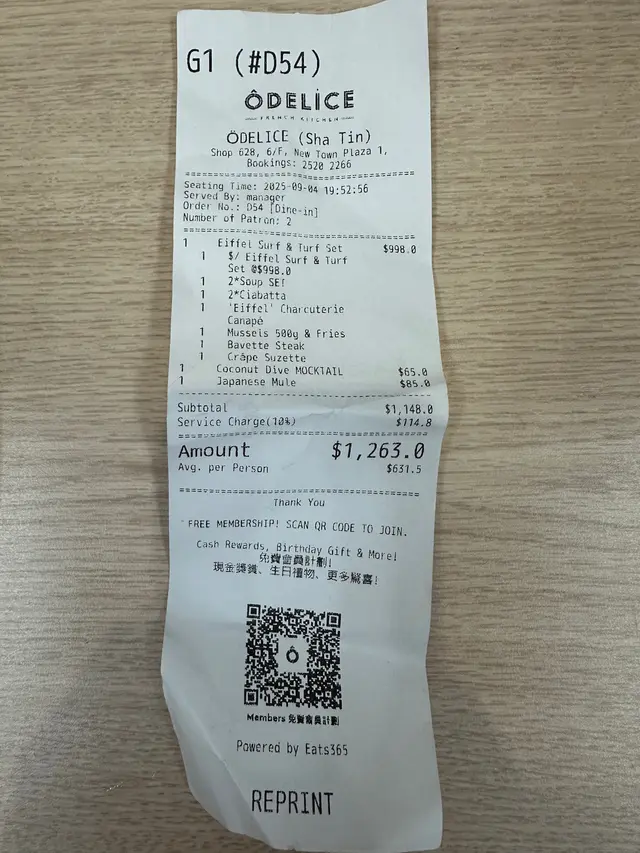 G1 (#D54)
ÔDELICE
FRENCH KITCHEN
ÔDELICE (Sha Tin)
Shop 628, 6/F, New Town Plaza 1,
Bookings: 2520 2266
Seating Time: 2025-09-04 19:52:56
Served By: manager
Order No.: D54 [Dine-in]
Number of Patron: 2
1 Eiffel Surf & Turf Set $998.0
1 $/ Eiffel Surf & Turf
Set @$998.0
1 2*Soup SET
1 2*Ciabatta
1 'Eiffel' Charcuterie
Canapé
1 Mussels 500g & Fries
1 Bavette Steak
1 Crêpe Suzette
1 Coconut Dive MOCKTAIL $65.0
1 Japanese Mule $85.0
Subtotal $1,148.0
Service Charge(10%) $114.8
Amount $1,263.0
Avg. per Person $631.5
Thank You
FREE MEMBERSHIP! SCAN QR CODE TO JOIN.
Cash Rewards, Birthday Gift & More!
免費會員計劃!
現金獎賞、生日禮物、更多驚喜!
Ô
Members 免費會員計劃
Powered by Eats365
REPRINT